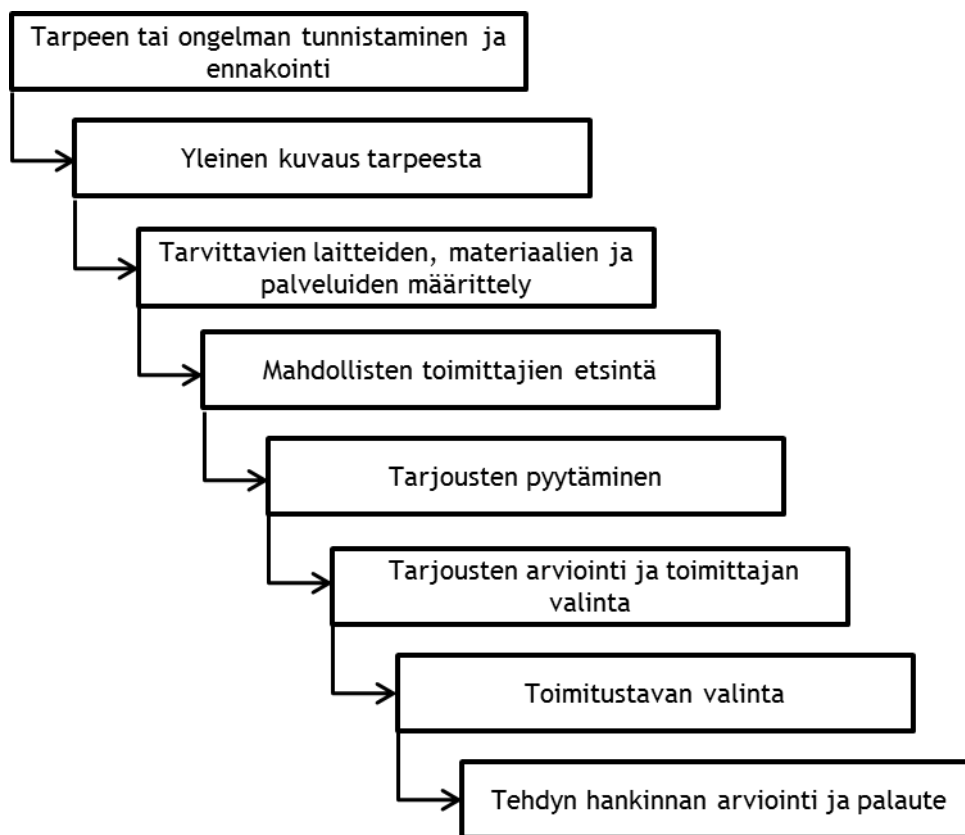 Tarpeen tai ongelman tunnistaminen ja
ennakointi
Yleinen kuvaus tarpeesta
Tarvittavien laitteiden, materiaalien ja
palveluiden määrittely
Mahdollisten toimittajien etsintä
Tarjousten pyytäminen
Tarjousten arviointi ja toimittajan
valinta
Toimitustavan valinta
Tehdyn hankinnan arviointi ja palaute